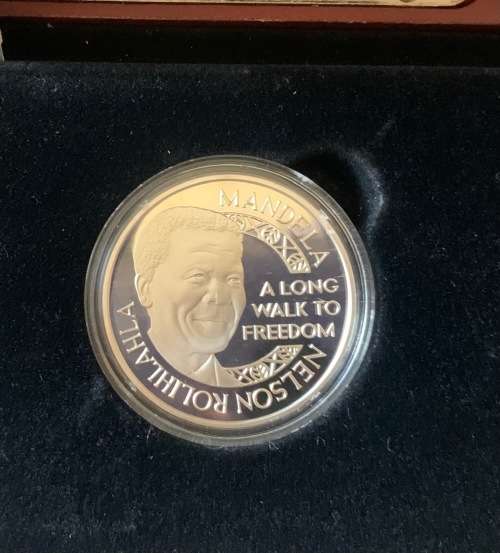 NELSON ROLIHLAHLA
MANDELA
A LONG
WALK TO
FREEDOM